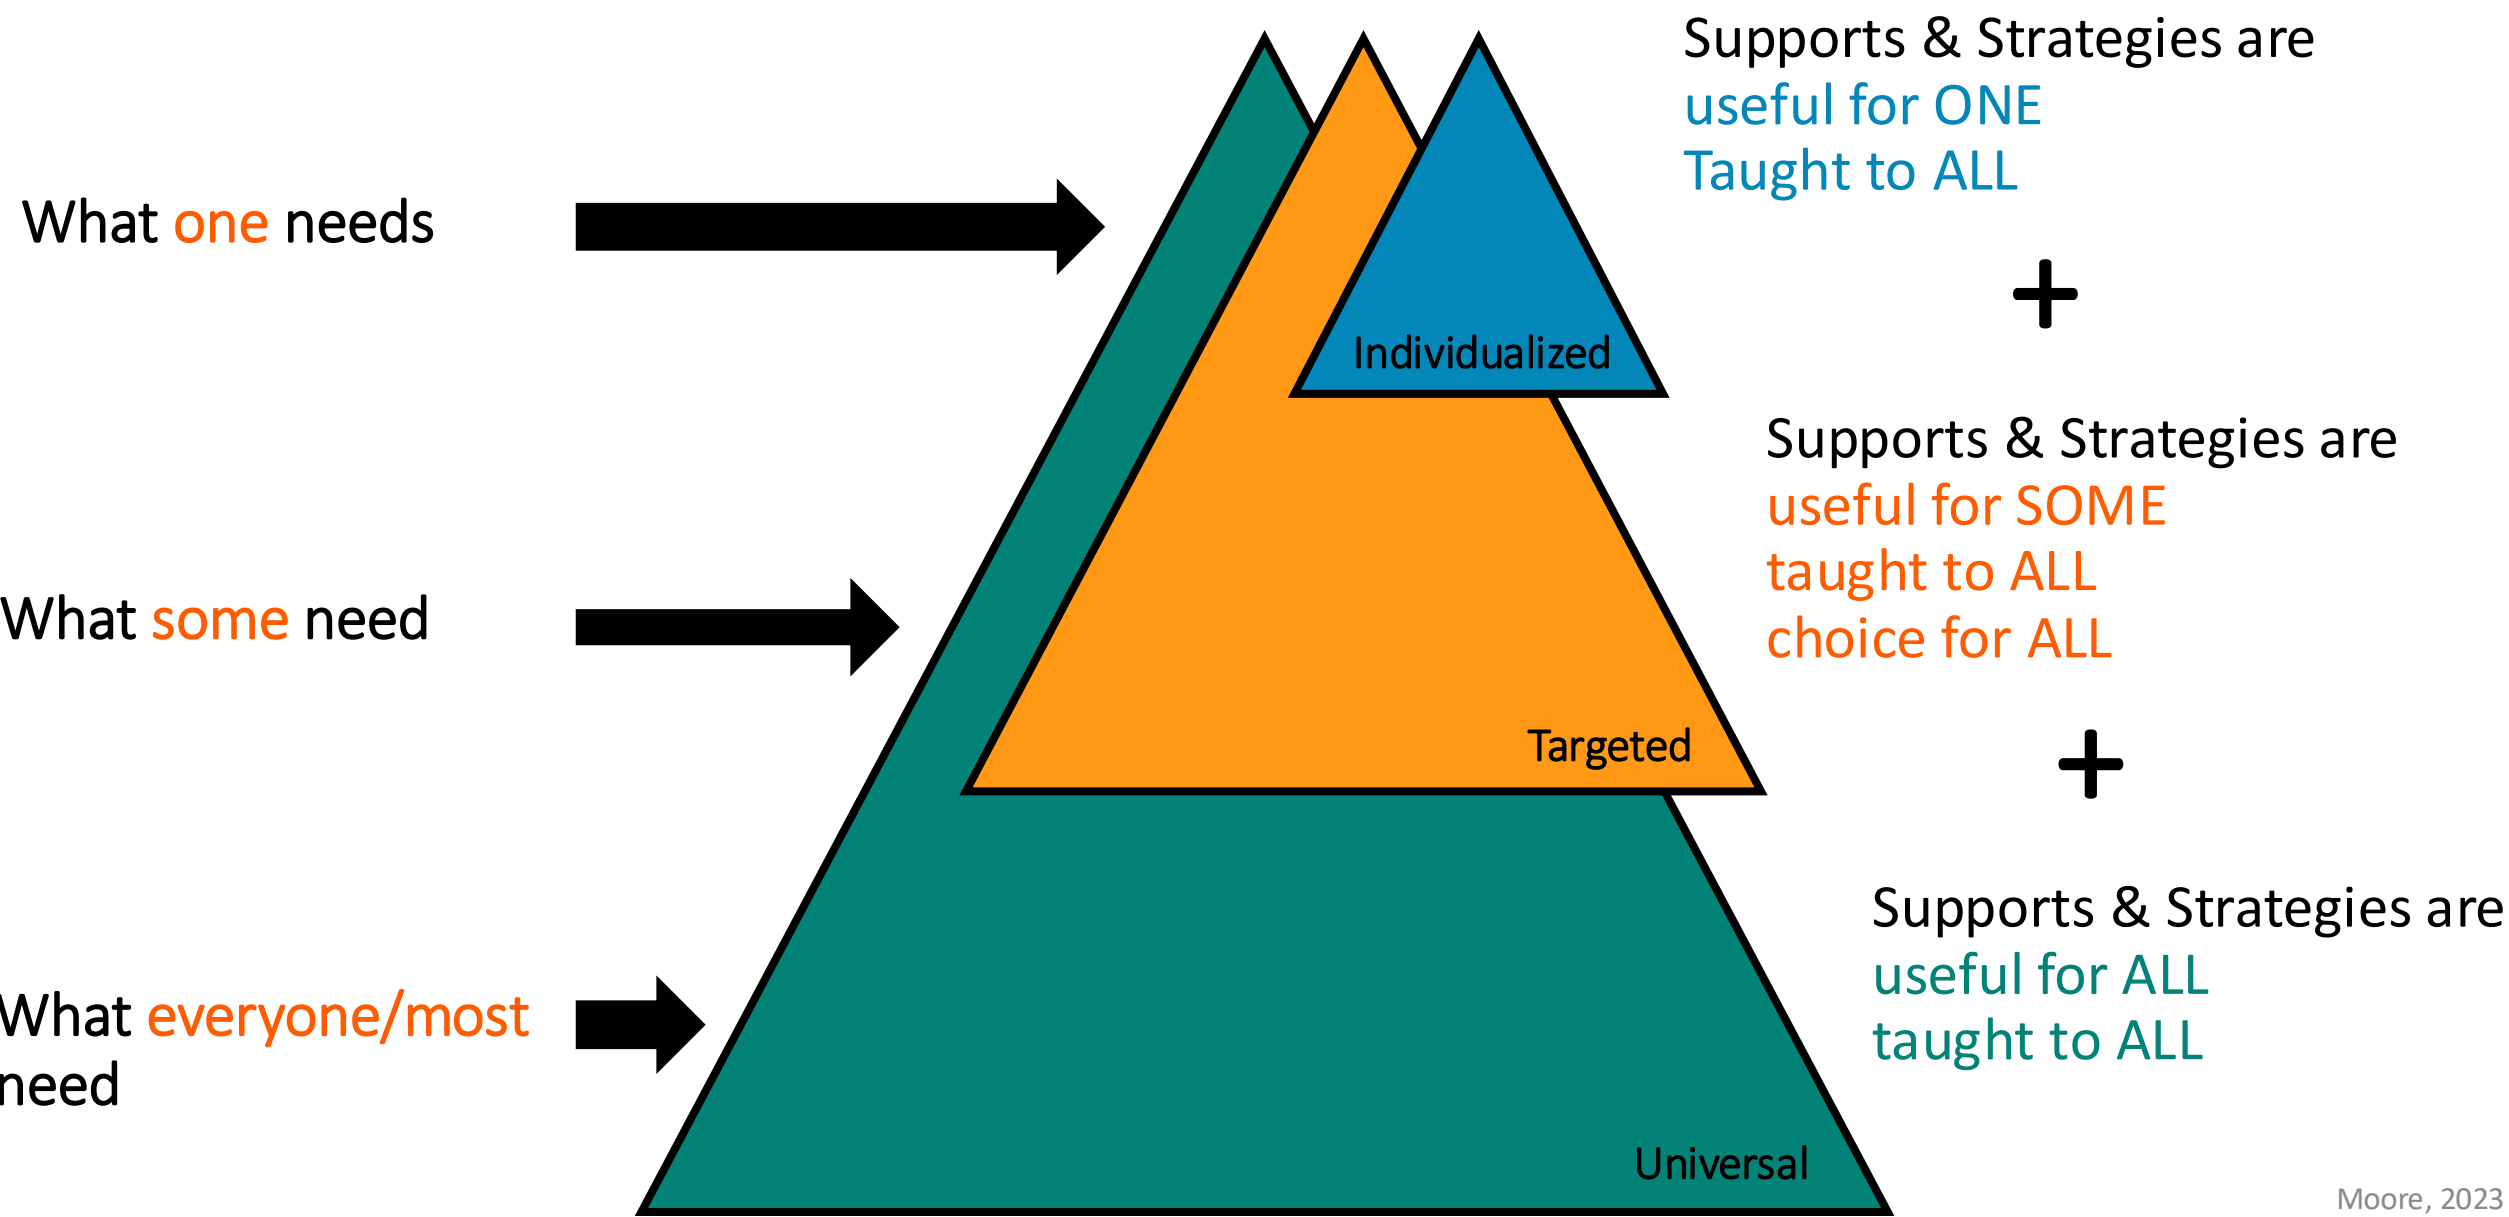 Supports & Strategies are
useful for ONE
Taught to ALL
What one needs
+
Individualized
Supports & Strategies are
useful for SOME
taught to ALL
choice for ALL
What some need
Targeted
+
Supports & Strategies are
useful for ALL
taught to ALL
What everyone/most
need
Universal
Moore, 2023